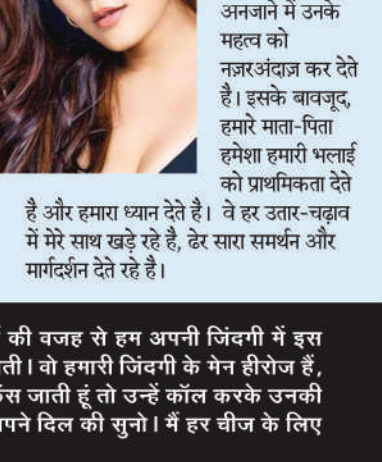 अनजाने में उनके
महत्व को
नज़रअंदाज़ कर देते
है। इसके बावजूद,
हमारे माता-पिता
हमेशा हमारी भलाई
को प्राथमिकता देते
है और हमारा ध्यान देते है। वे हर उतार-चढ़ाव
में मेरे साथ खड़े रहे है, ढेर सारा समर्थन और
मार्गदर्शन देते रहे है।
की वजह से हम अपनी जिंदगी में इस
वो हमारी जिंदगी के मेन हीरोज हैं,
जाती हूं तो उन्हें कॉल करके उनकी
दिल की सुनो। मैं हर चीज के लिए